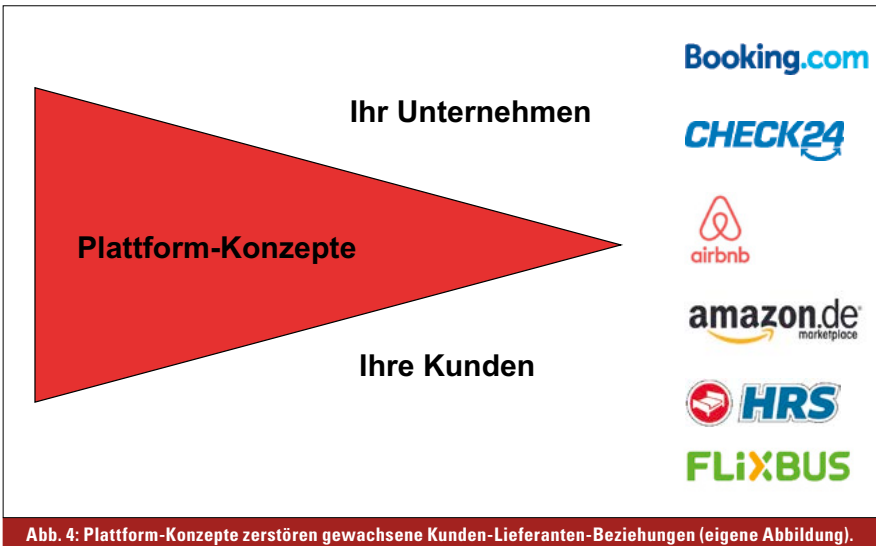 Ihr Unternehmen
Plattform-Konzepte
Ihre Kunden
Booking.com
CHECK24
airbnb
amazon.de
marketplace
HRS
FLiXBUS
Abb. 4: Plattform-Konzepte zerstören gewachsene Kunden-Lieferanten-Beziehungen (eigene Abbildung).